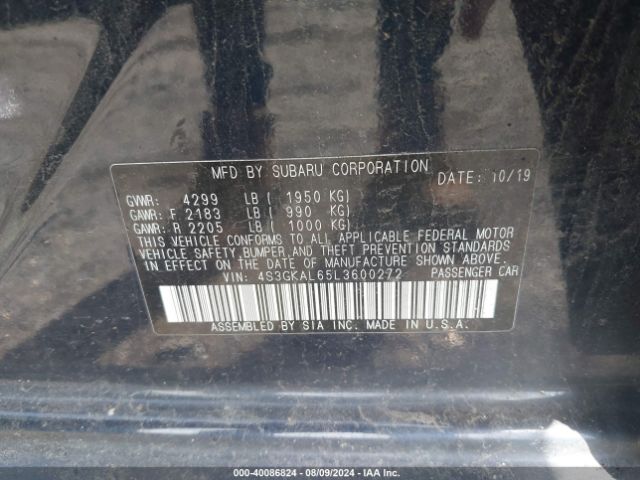 MFD BY SUBARU CORPORATION DATE: 10/19
GVWR: 4299 LB ( 1950 KG)
GAWR: F 2183 LB ( 990 KG)
GAWR: R 2205 LB ( 1000 KG)
THIS VEHICLE CONFORMS TO ALL APPLICABLE FEDERAL MOTOR
VEHICLE SAFETY, BUMPER, AND THEFT PREVENTION STANDARDS
IN EFFECT ON THE DATE OF MANUFACTURE SHOWN ABOVE.
VIN: 4S3GKAL65L3600272 PASSENGER CAR
ASSEMBLED BY SIA INC. MADE IN U.S.A.
000-40086824 - 08/09/2024 - IAA Inc.